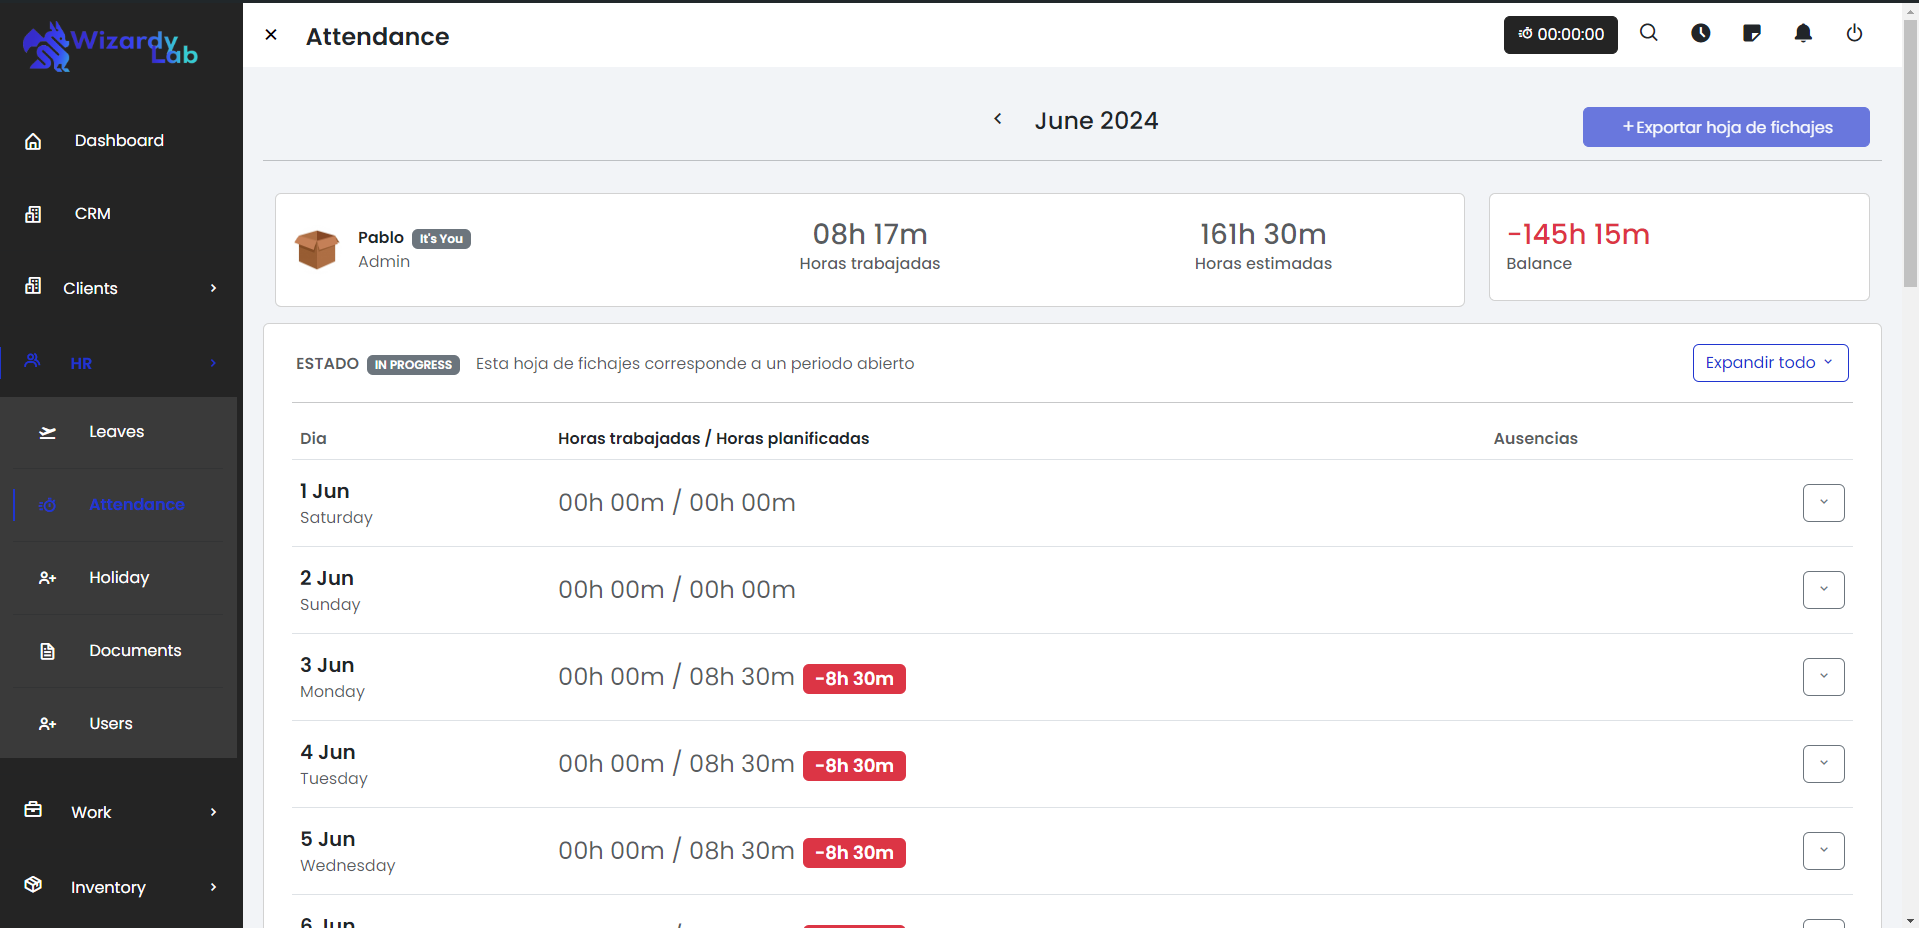 Wizardy
Lab
Attendance
00:00:00
Dashboard
CRM
Clients
HR
Leaves
Attendance
Holiday
Documents
Users
Work
Inventory
June 2024
+Exportar hoja de fichajes
Pablo It's You
Admin
08h 17m
Horas trabajadas
161h 30m
Horas estimadas
-145h 15m
Balance
ESTADO IN PROGRESS Esta hoja de fichajes corresponde a un periodo abierto
Expandir todo
Dia Horas trabajadas / Horas planificadas Ausencias
1 Jun
Saturday
00h 00m / 00h 00m
2 Jun
Sunday
00h 00m / 00h 00m
3 Jun
Monday
00h 00m / 08h 30m -8h 30m
4 Jun
Tuesday
00h 00m / 08h 30m -8h 30m
5 Jun
Wednesday
00h 00m / 08h 30m -8h 30m
6 Jun